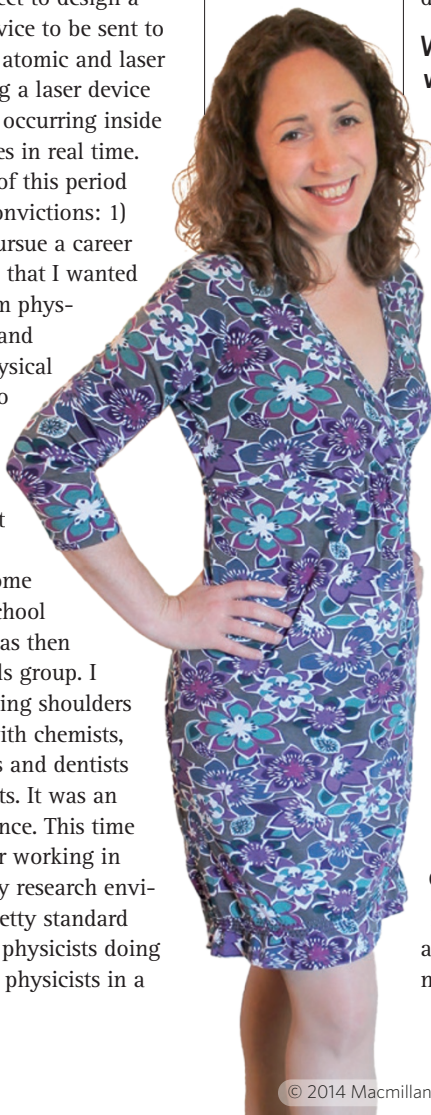 vice to be sent to
atomic and laser
g a laser device
occurring inside
es in real time.
of this period
onvictions: 1)
ursue a career
that I wanted
m phys-
and
ysical
o
t
ome
chool
as then
ls group. I
ing shoulders
ith chemists,
s and dentists
ts. It was an
nce. This time
r working in
y research envi-
etty standard
physicists doing
physicists in a
© 2014 Macmillan